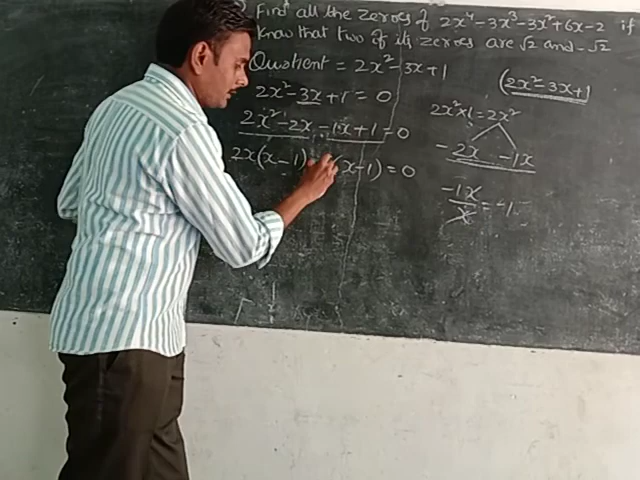 Find all the zeroes of 2x⁴-3x³-3x²+6x-2 if
know that two of its zeroes are √2 and -√2
Quotient = 2x²-3x+1
2x²-3x+1=0
2x²-2x-1x+1=0
2x(x-1) (x-1)=0
(2x²-3x+1
2x²×1=2x²
-2x -1x
-1x/x=-1